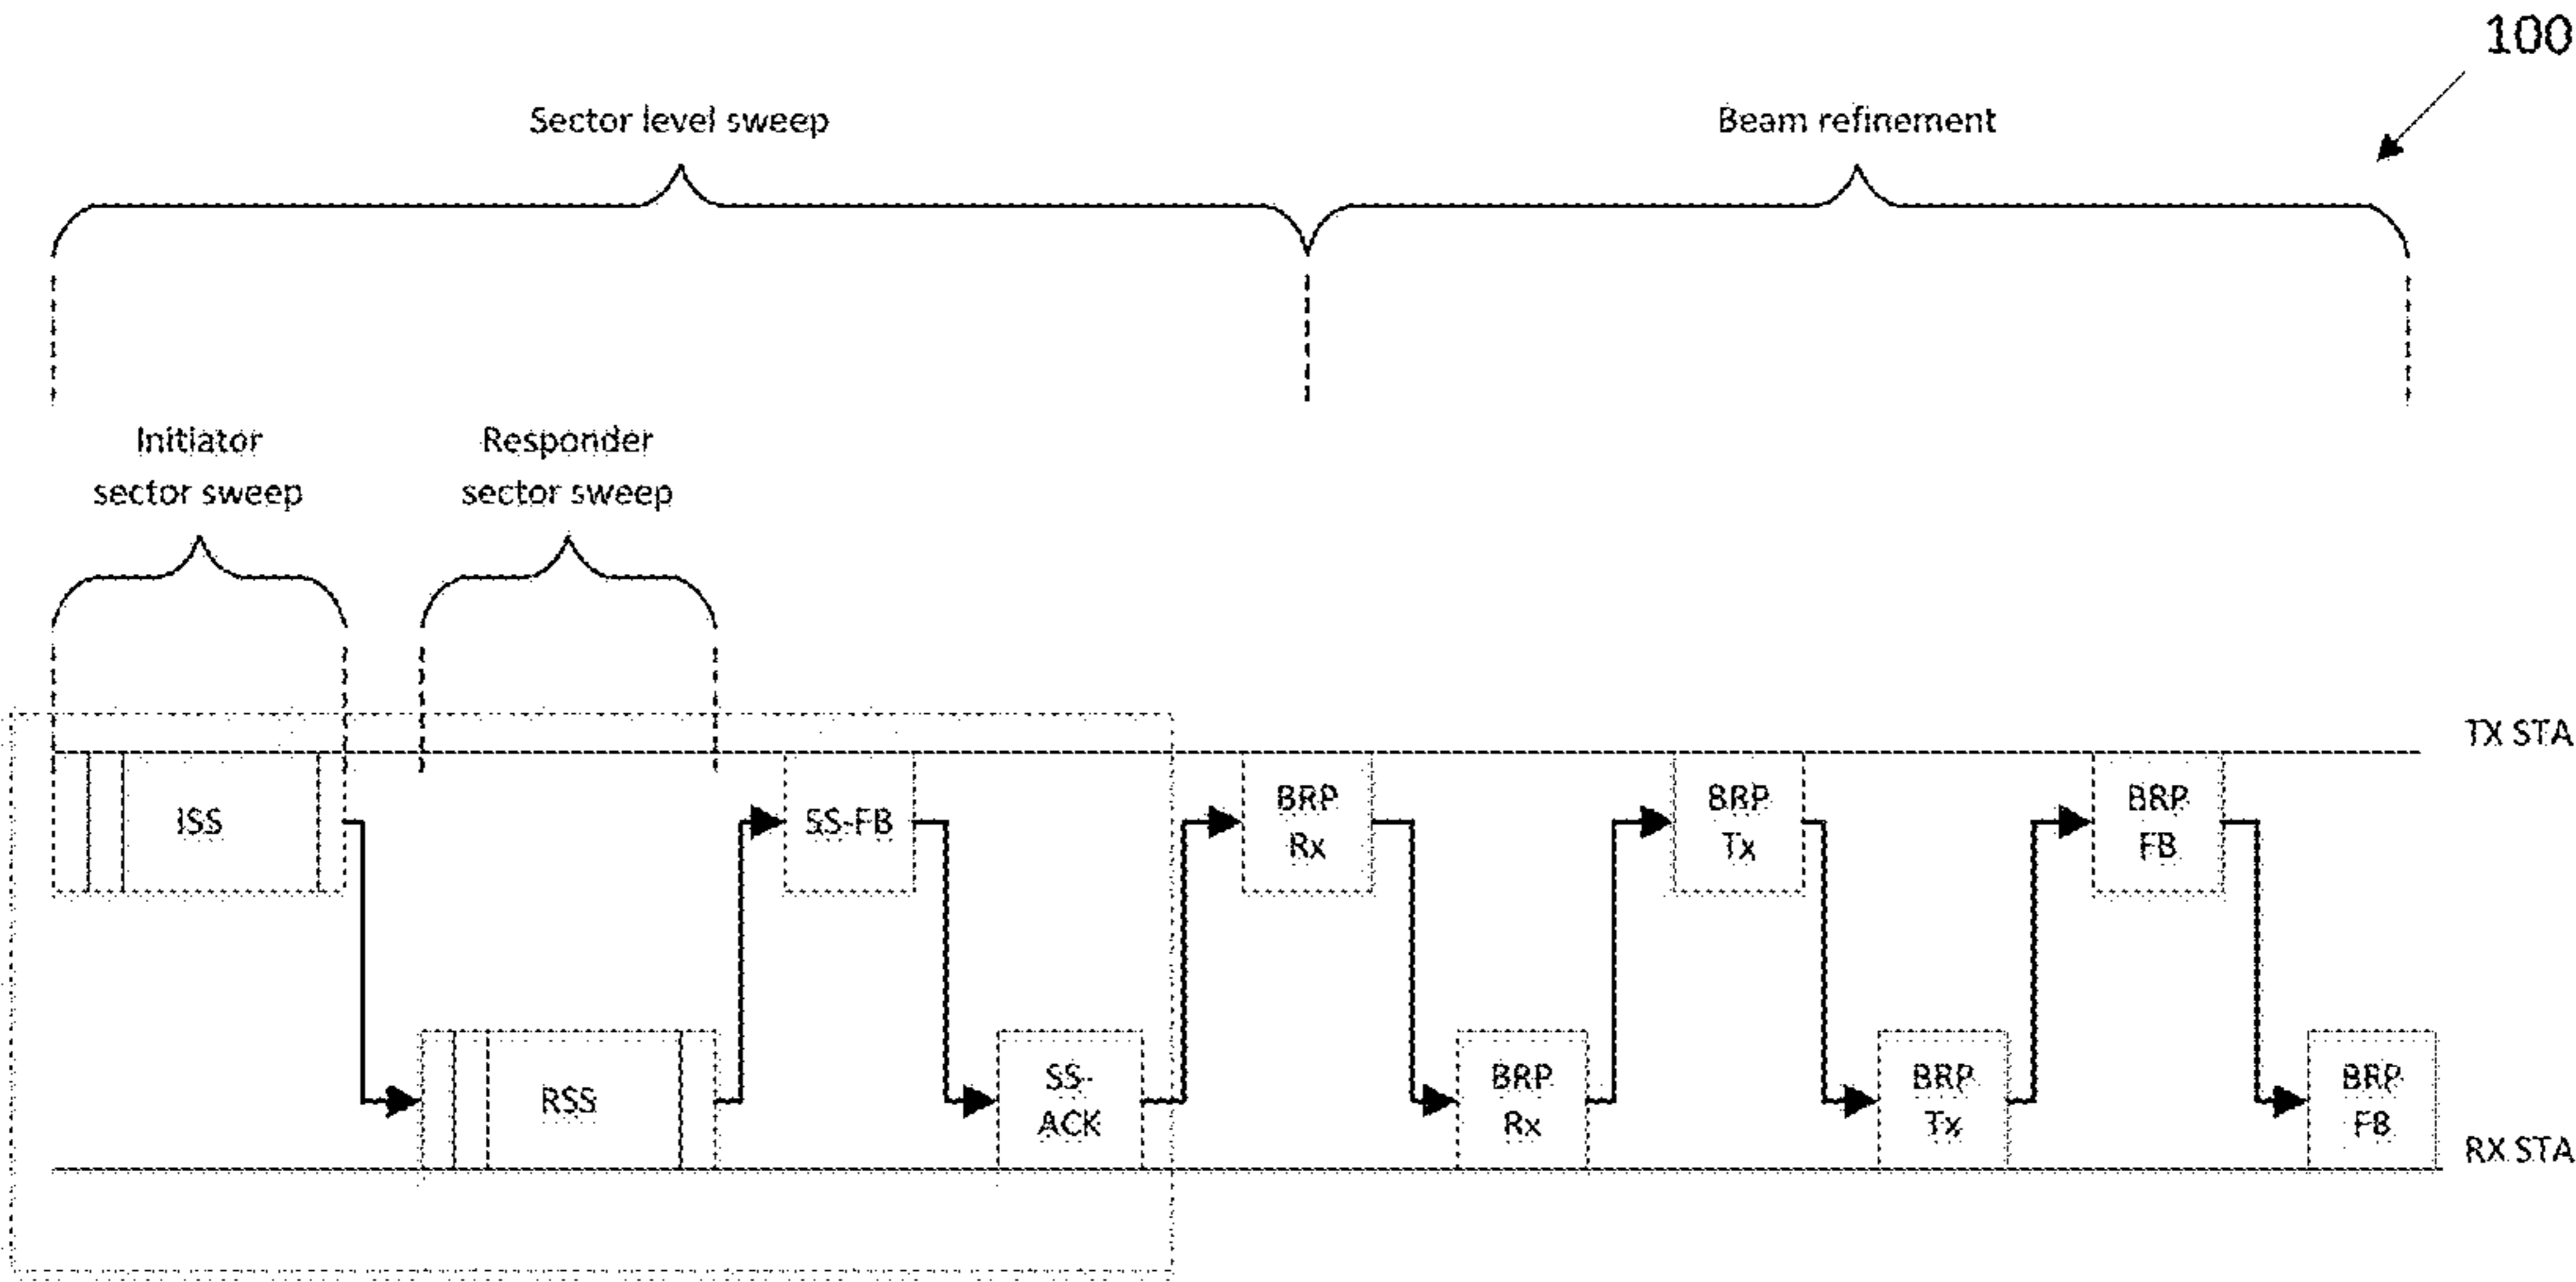 100
Sector level sweep
Beam refinement
Initiator
sector sweep
Responder
sector sweep
TX STA
ISS
SS-FB
BRP
Rx
BRP
Tx
BRP
FB
RSS
SS-
ACK
BRP
Rx
BRP
Tx
BRP
FB
RX STA